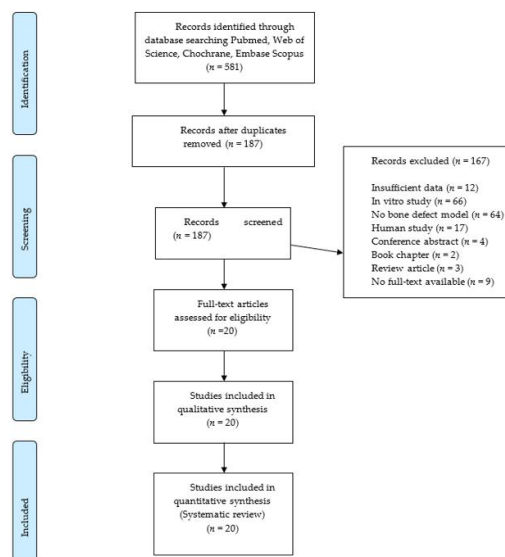 Identification
Records identified through
database searching Pubmed, Web of
Science, Chochrane, Embase Scopus
(n = 581)
Records after duplicates
removed (n = 187)
Screening
Records screened
(n = 187)
Records excluded (n = 167)
Insufficient data (n = 12)
In vitro study (n = 66)
No bone defect model (n = 64)
Human study (n = 17)
Conference abstract (n = 4)
Book chapter (n = 2)
Review article (n = 3)
No full-text available (n = 9)
Eligibility
Full-text articles
assessed for eligibility
(n =20)
Studies included in
qualitative synthesis
(n = 20)
Included
Studies included in
quantitative synthesis
(Systematic review)
(n = 20)